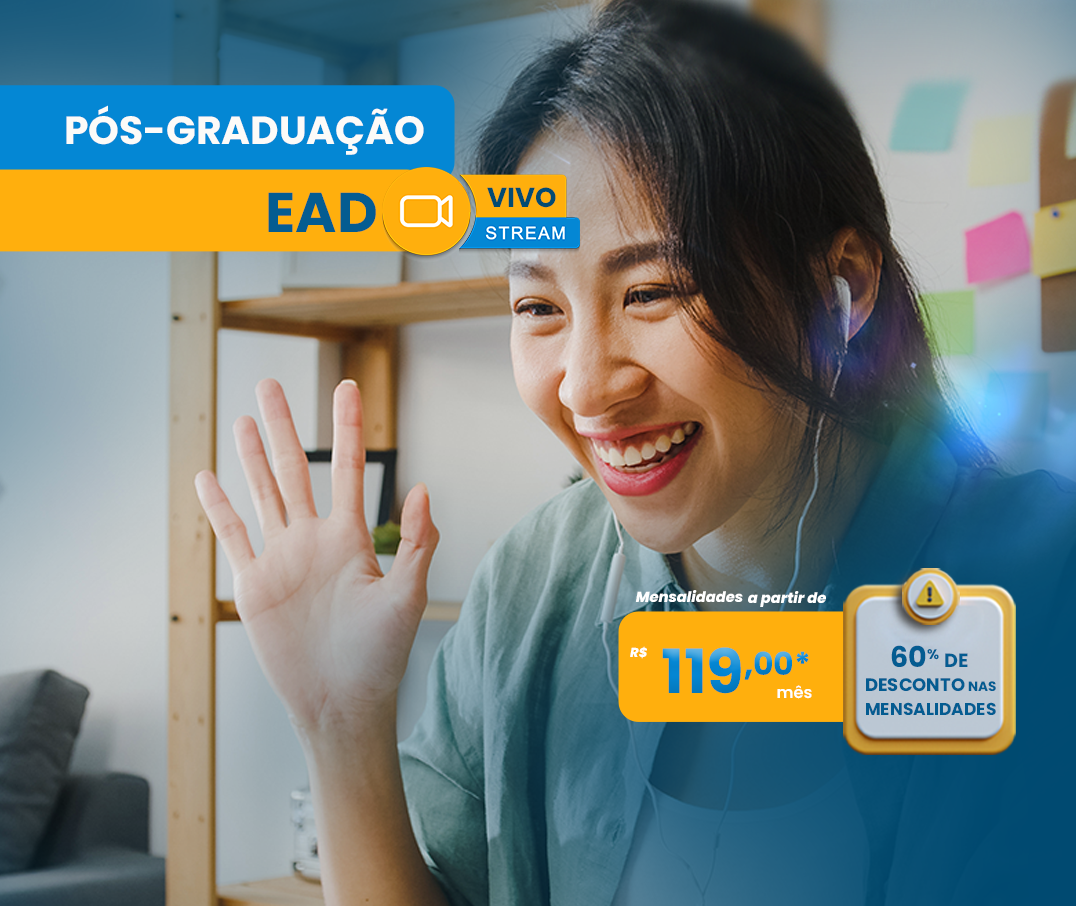 PÓS-GRADUAÇÃO
EAD
VIVO
STREAM
Mensalidades a partir de
R$ 119,00*
mês
60% DE
DESCONTO NAS
MENSALIDADES